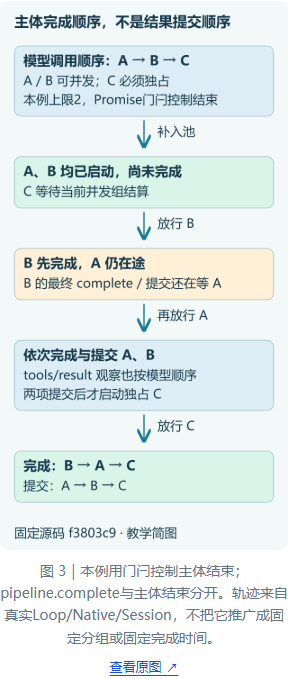 主体完成顺序，不是结果提交顺序
模型调用顺序：A → B → C
A / B 可并发；C 必须独占
本例上限2，Promise门闩控制结束
补入池
A、B 均已启动，尚未完成
C 等待当前并发组结算
放行 B
B 先完成，A 仍在途
B 的最终 complete / 提交还在等 A
再放行 A
依次完成与提交 A、B
tools/result 观察也按模型顺序
两项提交后才启动独占 C
放行 C
完成：B → A → C
提交：A → B → C
固定源码 f3803c9 · 教学简图
图 3｜本例用门闩控制主体结束；
pipeline.complete与主体结束分开。轨迹来自
真实Loop/Native/Session，不把它推广成固
定分组或固定完成时间。
查看原图 ↗